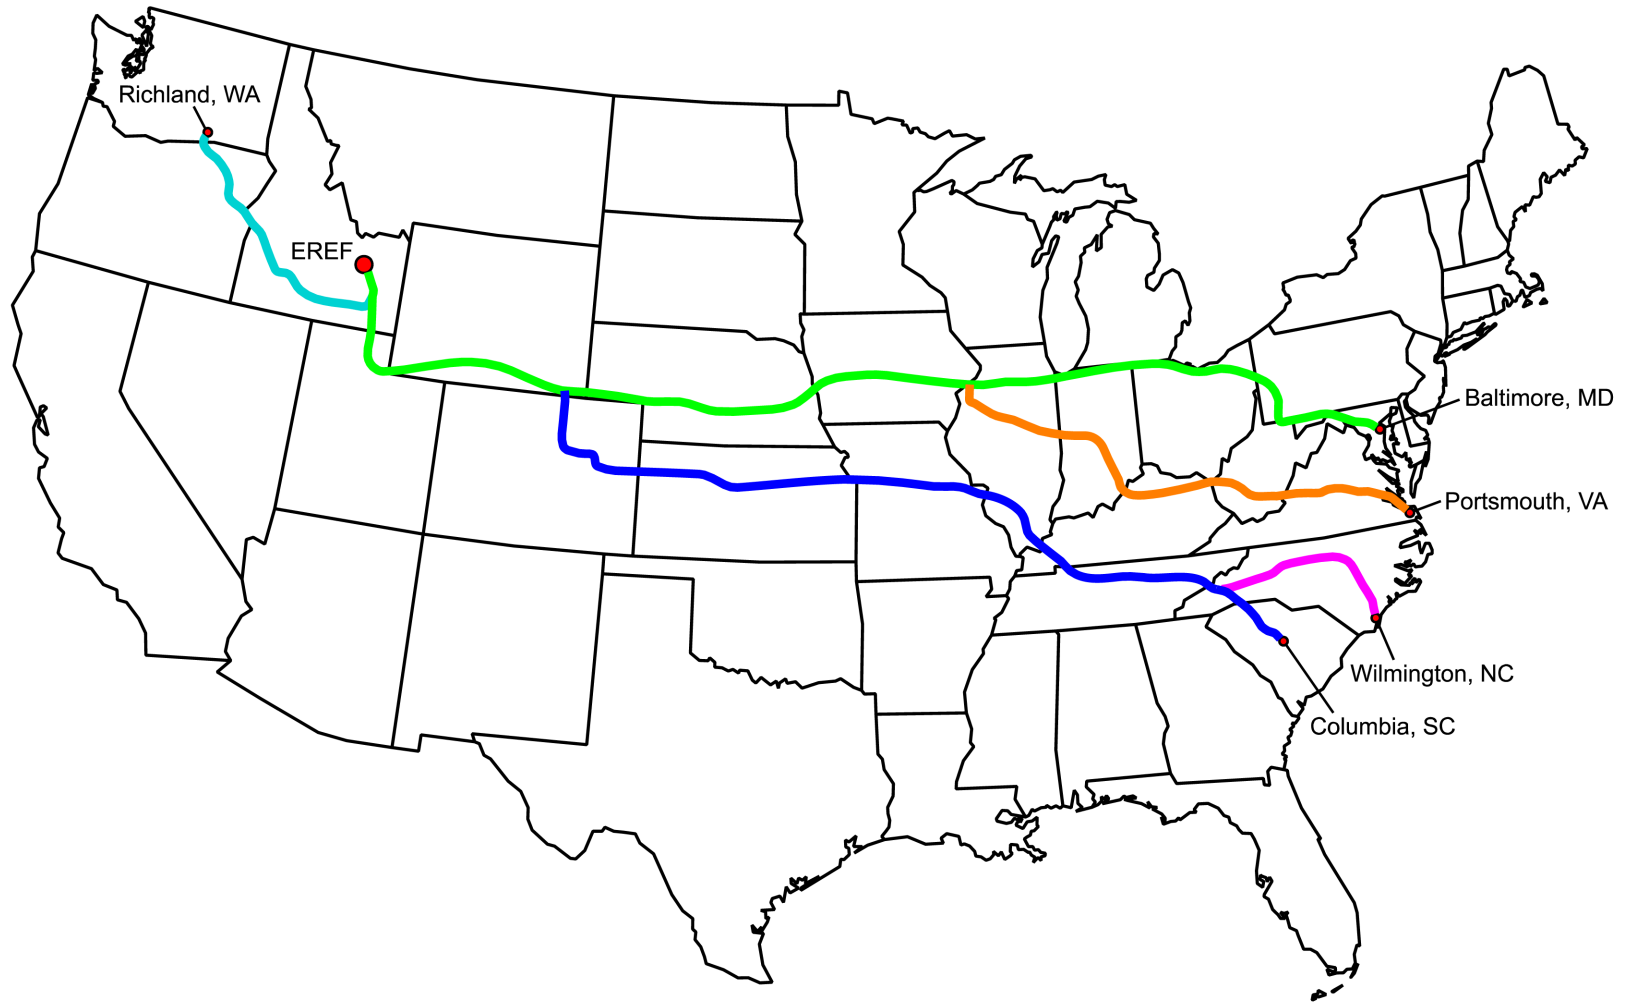 Richland, WA
EREF
Baltimore, MD
Portsmouth, VA
Wilmington, NC
Columbia, SC